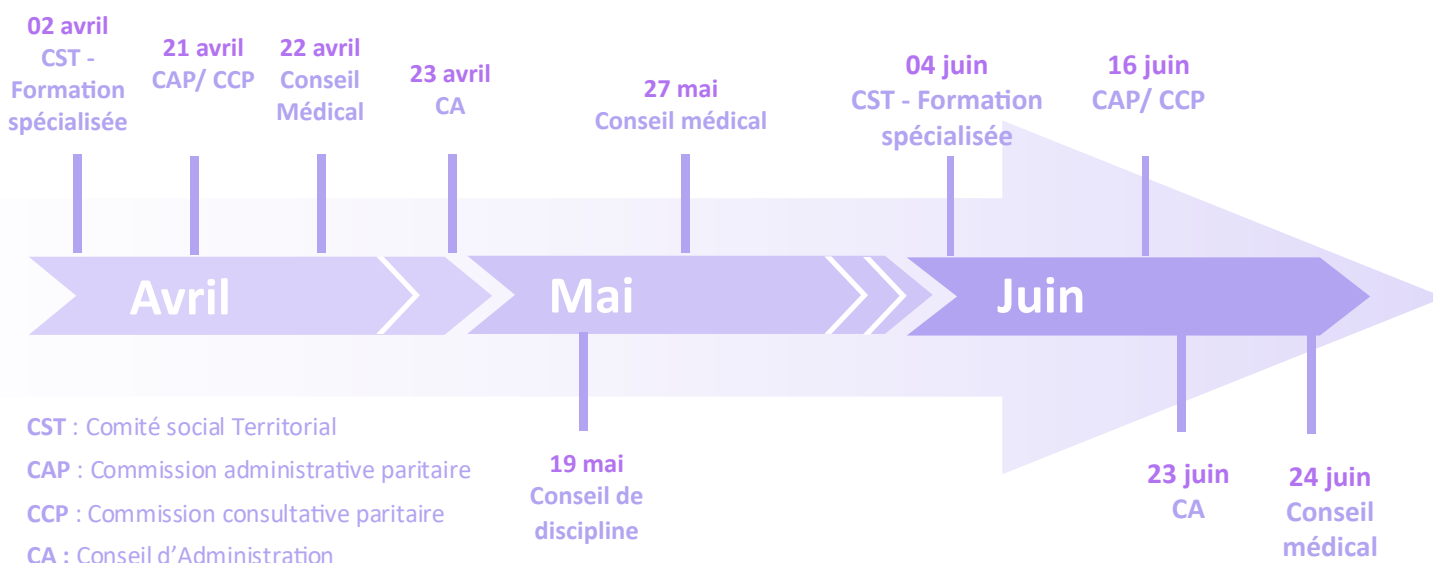 02 avril
CST -
Formation
spécialisée
21 avril
CAP/ CCP
22 avril
Conseil
Médical
23 avril
CA
27 mai
Conseil médical
04 juin
CST - Formation
spécialisée
16 juin
CAP/ CCP
Avril
Mai
Juin
19 mai
Conseil de
discipline
23 juin
CA
24 juin
Conseil
médical
CST : Comité social Territorial
CAP : Commission administrative paritaire
CCP : Commission consultative paritaire
CA : Conseil d’Administration